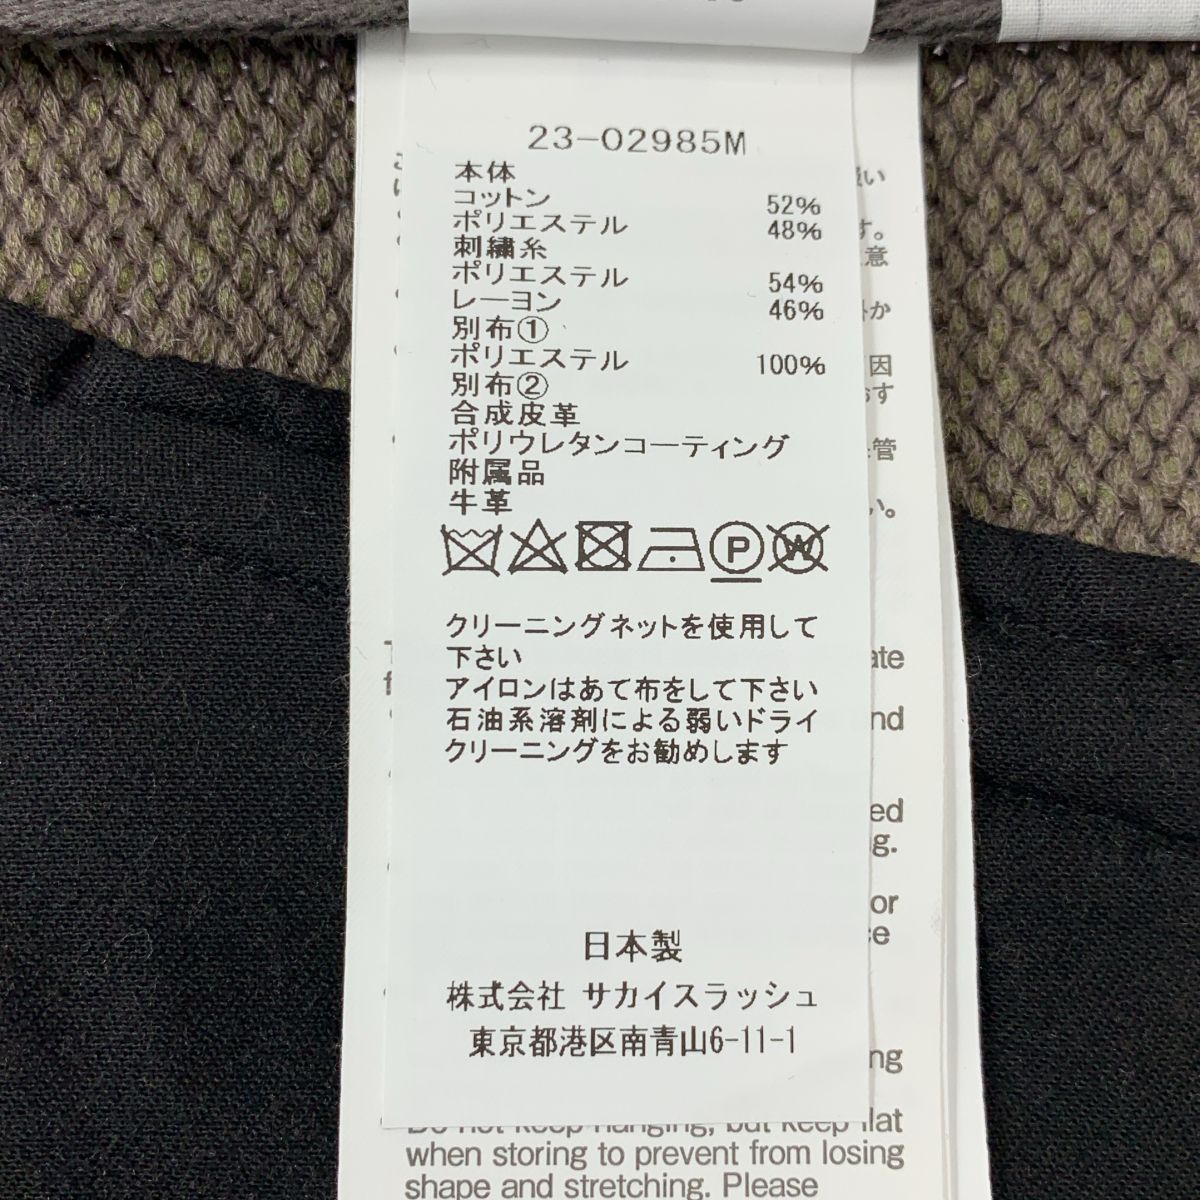 23-02985M
本体
コットン 52%
ポリエステル 48%
刺繍糸
ポリエステル 54%
レーヨン 46%
別布①
ポリエステル 100%
別布②
合成皮革
ポリウレタンコーティング
附属品
牛革
P W
クリーニングネットを使用して
下さい
アイロンはあて布をして下さい
石油系溶剤による弱いドライ
クリーニングをお勧めします
日本製
株式会社 サカイスラッシュ
東京都港区南青山6-11-1
Do not keep hanging, but keep flat
when storing to prevent from losing
shape and stretching. Please